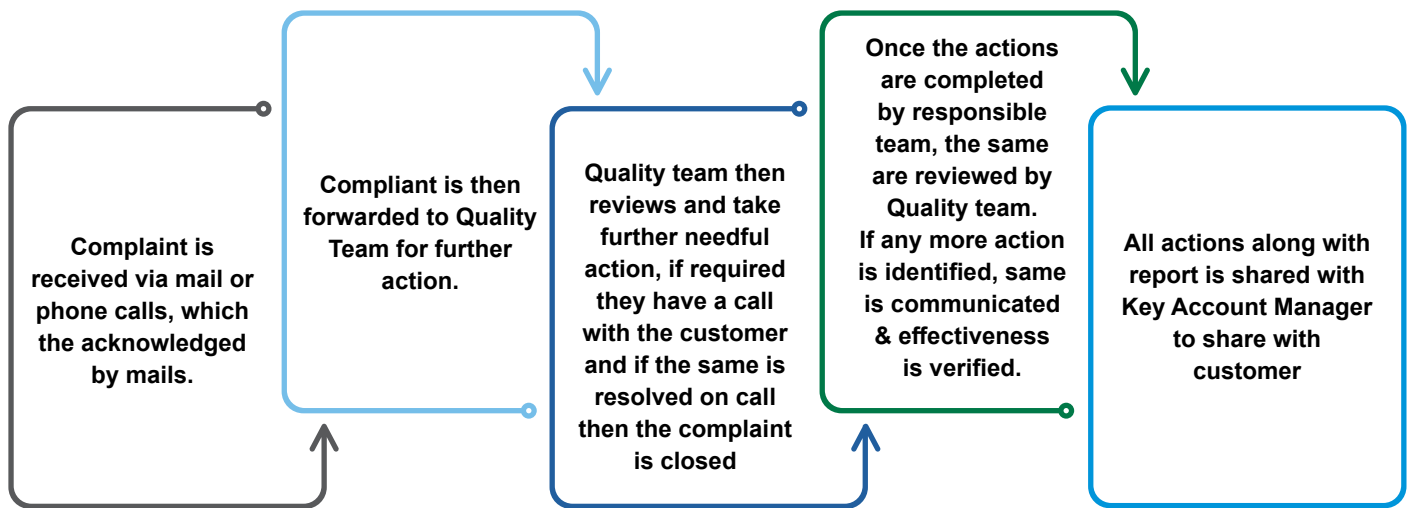 Complaint is
received via mail or
phone calls, which
the acknowledged
by mails.
Compliant is then
forwarded to Quality
Team for further
action.
Quality team then
reviews and take
further needful
action, if required
they have a call
with the customer
and if the same is
resolved on call
then the complaint
is closed
Once the actions
are completed
by responsible
team, the same
are reviewed by
Quality team.
If any more action
is identified, same
is communicated
& effectiveness
is verified.
All actions along with
report is shared with
Key Account Manager
to share with
customer